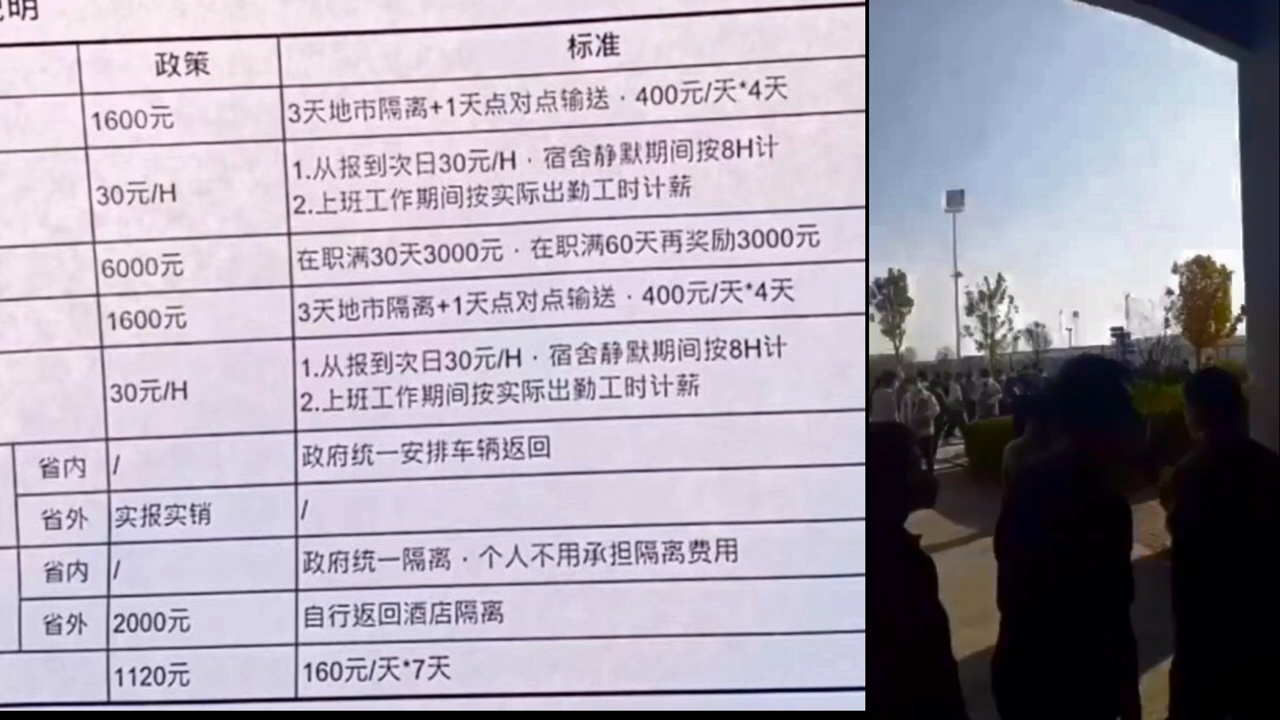 说明
政策 标准
1600元 3天地市隔离+1天点对点输送·400元/天*4天
30元/H 1.从报到次日30元/H·宿舍静默期间按8H计
2.上班工作期间按实际出勤工时计薪
6000元 在职满30天3000元·在职满60天再奖励3000元
1600元 3天地市隔离+1天点对点输送·400元/天*4天
30元/H 1.从报到次日30元/H·宿舍静默期间按8H计
2.上班工作期间按实际出勤工时计薪
省内 / 政府统一安排车辆返回
省外 实报实销 /
省内 / 政府统一隔离·个人不用承担隔离费用
省外 2000元 自行返回酒店隔离
1120元 160元/天*7天